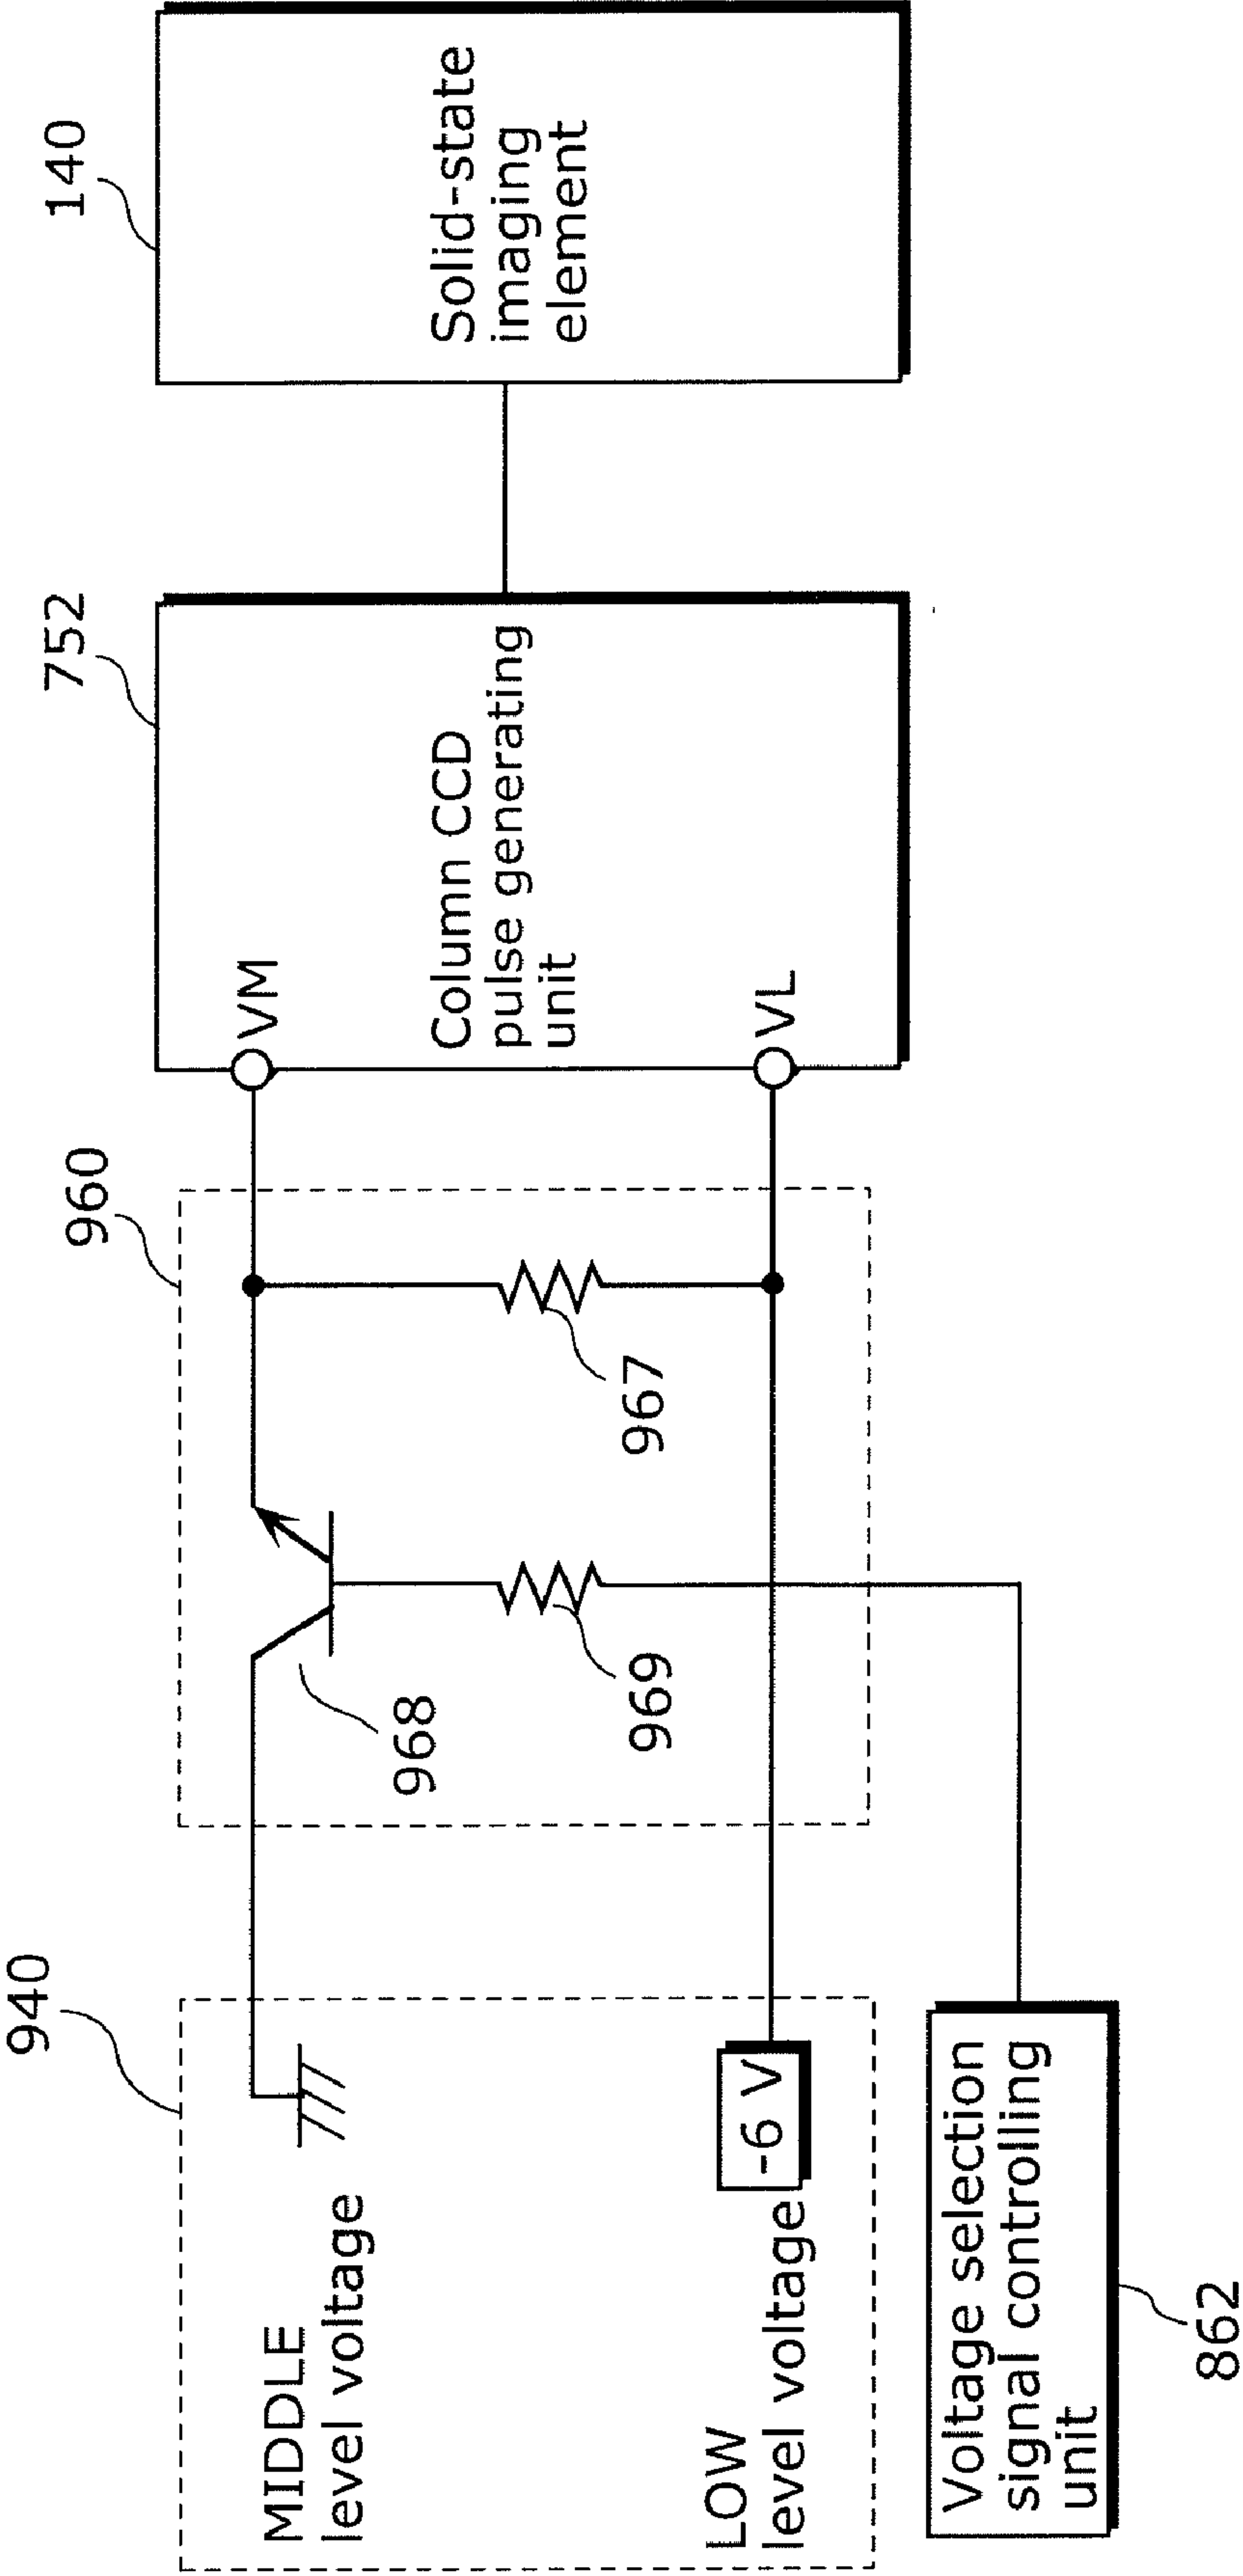 940
960
752
140
MIDDLE
level voltage
LOW
level voltage
-6 V
968
969
967
VM
VL
Column CCD
pulse generating
unit
Solid-state
imaging
element
Voltage selection
signal controlling
unit
862